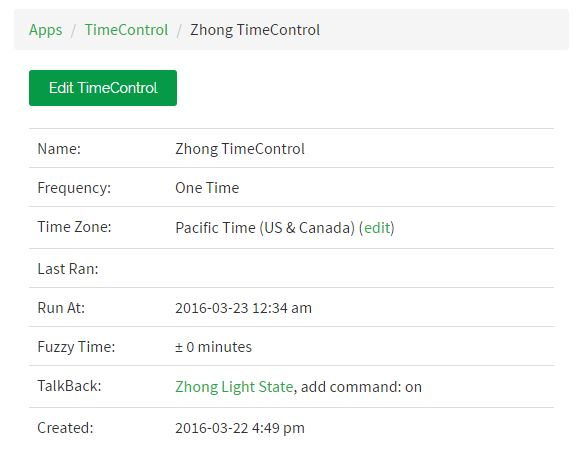 Apps / TimeControl / Zhong TimeControl
Edit TimeControl
Name: Zhong TimeControl
Frequency: One Time
Time Zone: Pacific Time (US & Canada) (edit)
Last Ran:
Run At: 2016-03-23 12:34 am
Fuzzy Time: ± 0 minutes
TalkBack: Zhong Light State, add command: on
Created: 2016-03-22 4:49 pm